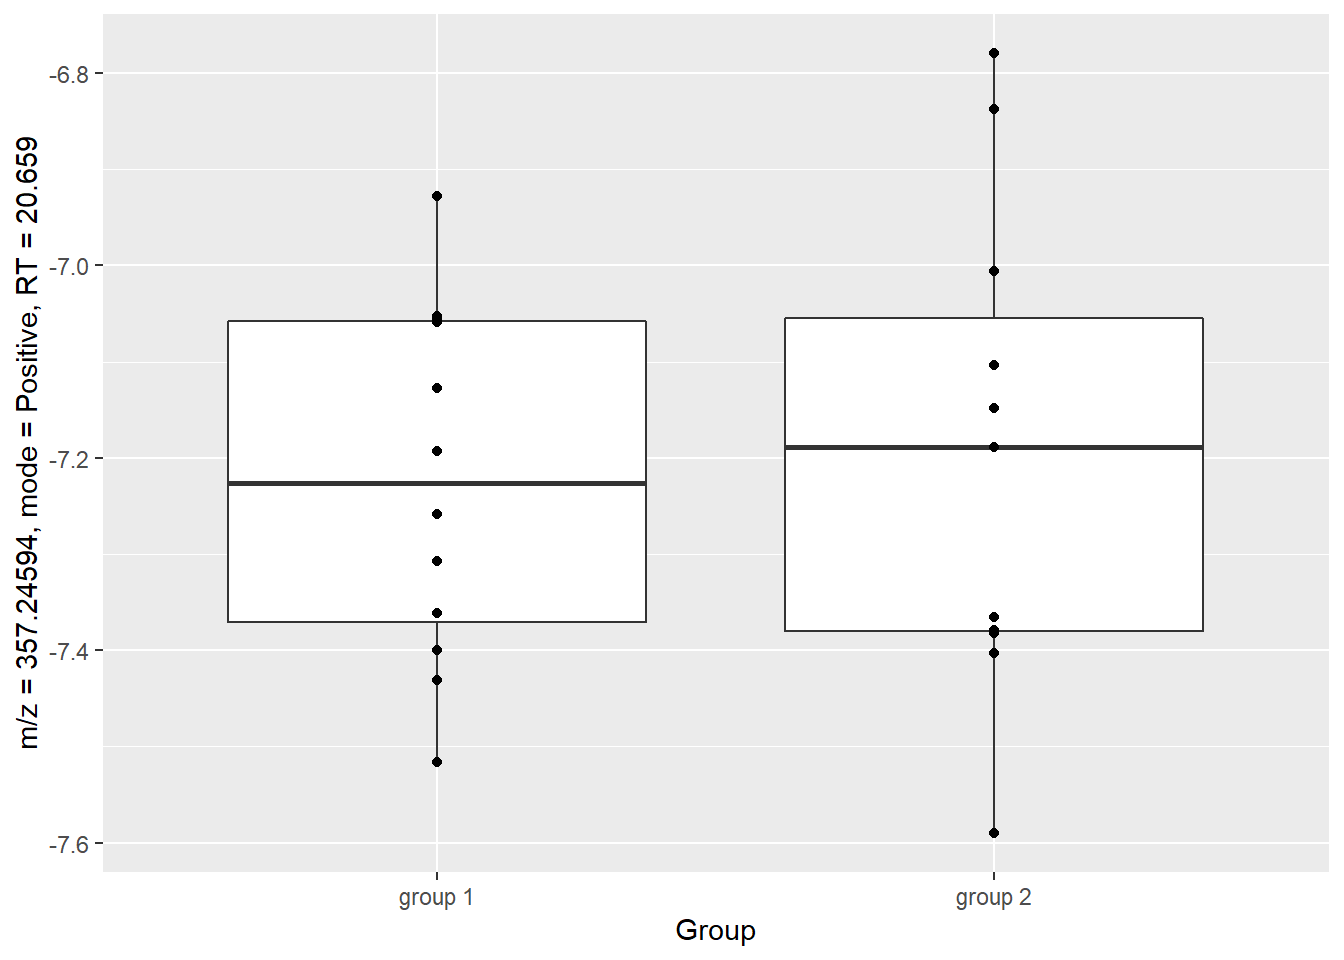 m/z = 357.24594, mode = Positive, RT = 20.659
-6.8
-7.0
-7.2
-7.4
-7.6
group 1
group 2
Group